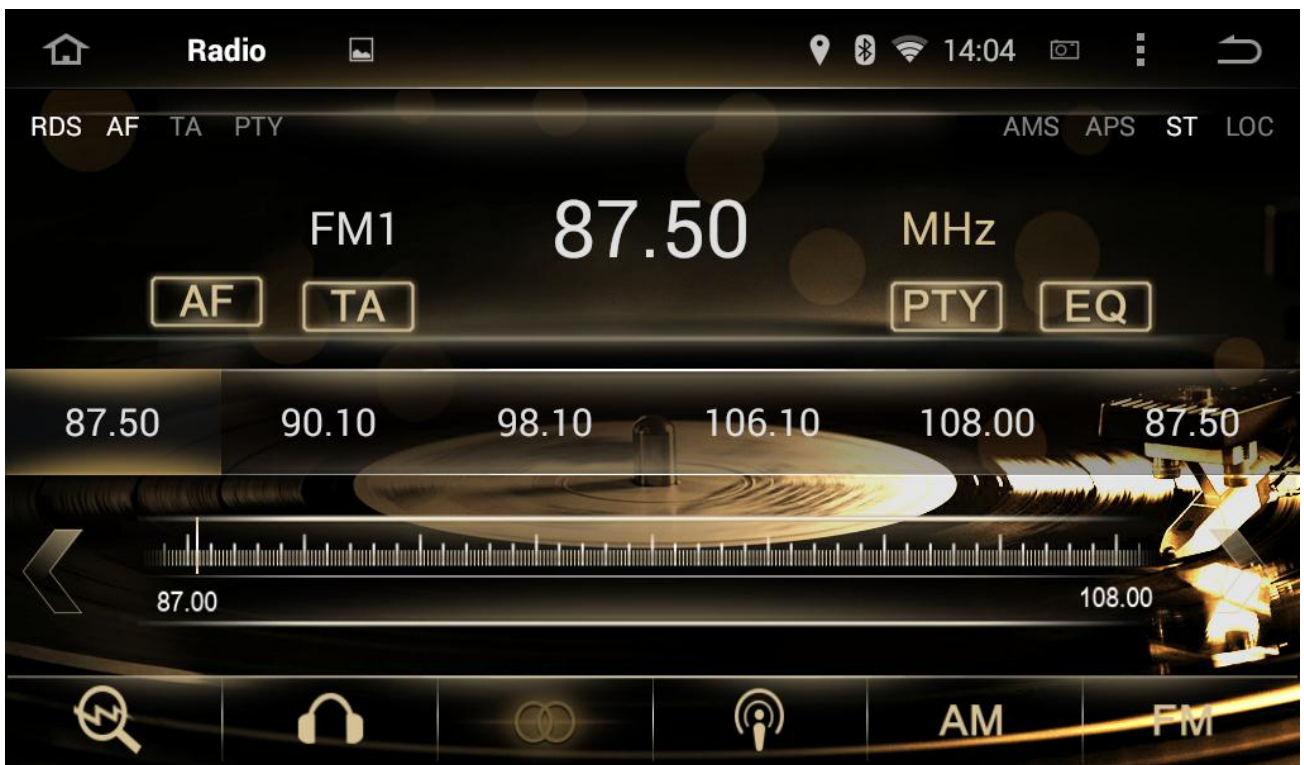 Radio 14:04
RDS AF TA PTY AMS APS ST LOC
FM1 87.50 MHz
AF TA PTY EQ
87.50 90.10 98.10 106.10 108.00 87.50
87.00 108.00
AM FM